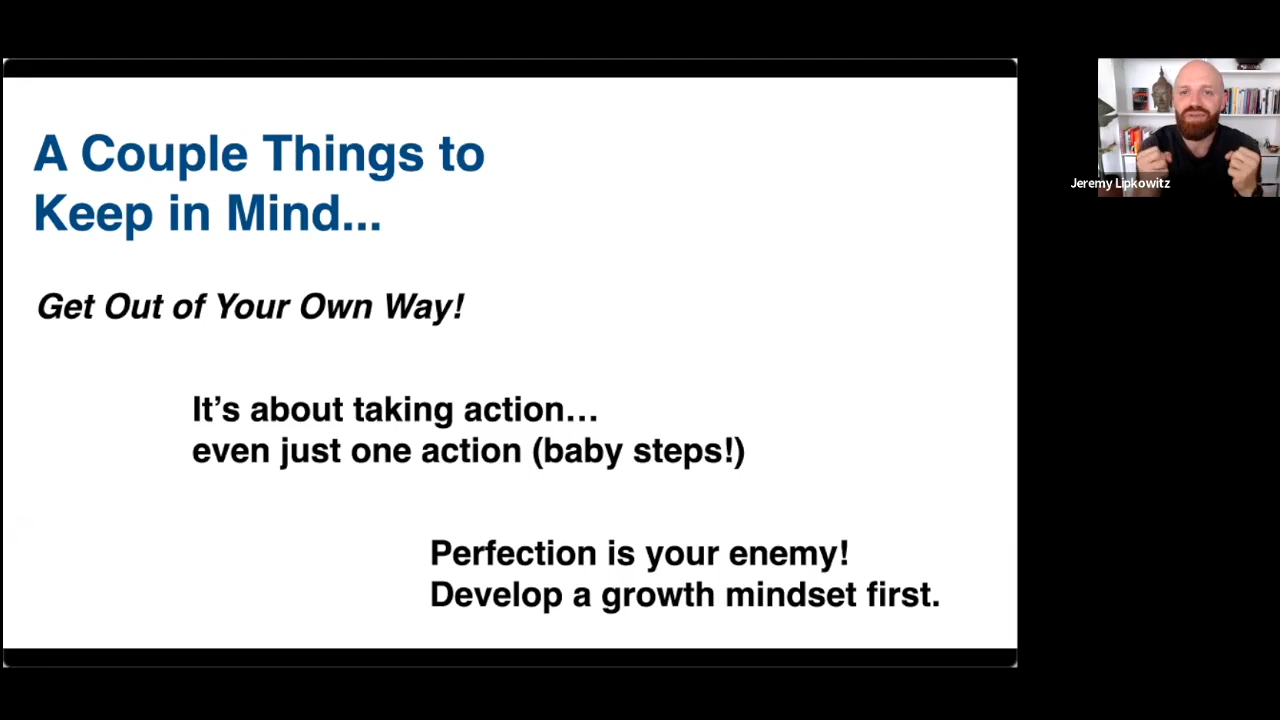 A Couple Things to
Keep in Mind...
Get Out of Your Own Way!
It’s about taking action…
even just one action (baby steps!)
Perfection is your enemy!
Develop a growth mindset first.
Jeremy Lipkowitz